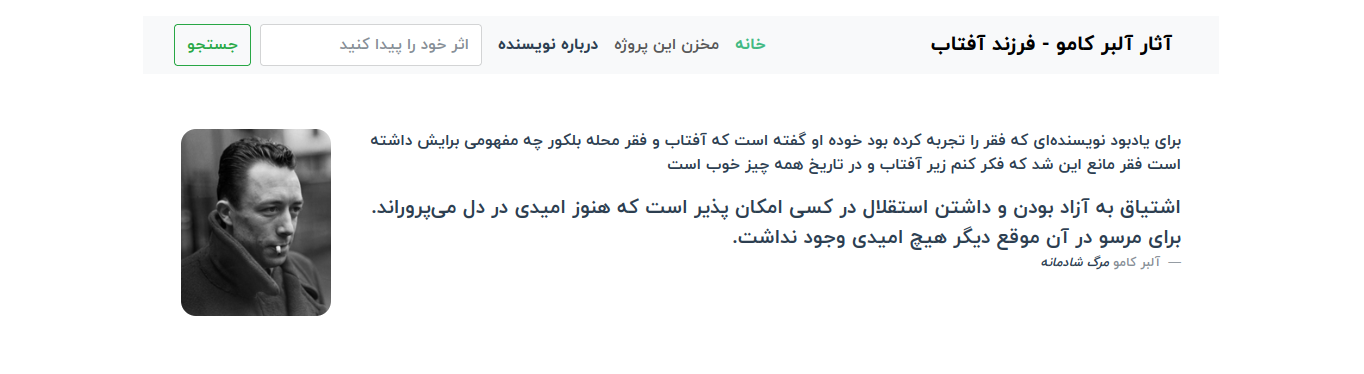 آثار آلبر کامو - فرزند آفتاب
خانه
مخزن این پروژه
درباره نویسنده
اثر خود را پیدا کنید
جستجو
برای یادبود نویسنده‌ای که فقر را تجربه کرده بود خوده او گفته است که آفتاب و فقر محله بلکور چه مفهومی برایش داشته
است فقر مانع این شد که فکر کنم زیر آفتاب و در تاریخ همه چیز خوب است
اشتیاق به آزاد بودن و داشتن استقلال در کسی امکان پذیر است که هنوز امیدی در دل می‌پروراند.
برای مرسو در آن موقع دیگر هیچ امیدی وجود نداشت.
— آلبر کامو مرگ شادمانه